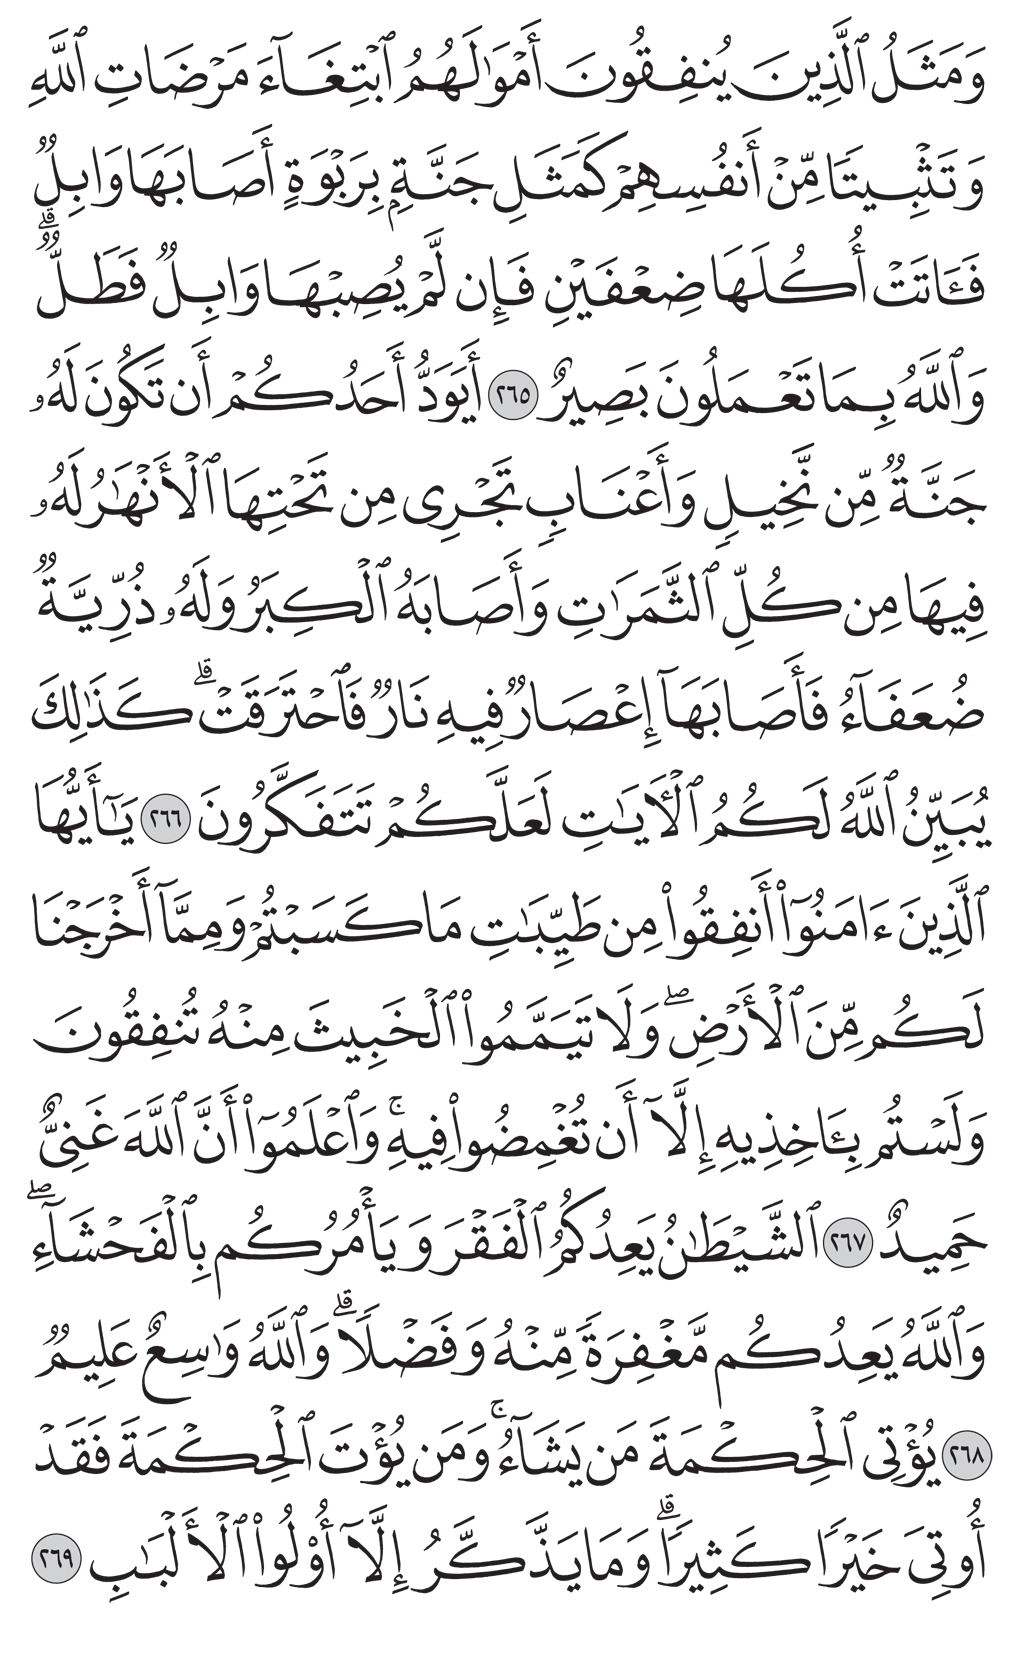 وَمَثَلُ ٱلَّذِينَ يُنفِقُونَ أَمۡوَٰلَهُمُ ٱبۡتِغَآءَ مَرۡضَاتِ ٱللَّهِ
وَتَثۡبِيتٗا مِّنۡ أَنفُسِهِمۡ كَمَثَلِ جَنَّةِۭ بِرَبۡوَةٍ أَصَابَهَا وَابِلٞ
فَـَٔاتَتۡ أُكُلَهَا ضِعۡفَيۡنِ فَإِن لَّمۡ يُصِبۡهَا وَابِلٞ فَطَلّٞۗ
وَٱللَّهُ بِمَا تَعۡمَلُونَ بَصِيرٌ ٢٦٥ أَيَوَدُّ أَحَدُكُمۡ أَن تَكُونَ لَهُۥ
جَنَّةٞ مِّن نَّخِيلٖ وَأَعۡنَابٖ تَجۡرِي مِن تَحۡتِهَا ٱلۡأَنۡهَٰرُ لَهُۥ
فِيهَا مِن كُلِّ ٱلثَّمَرَٰتِ وَأَصَابَهُ ٱلۡكِبَرُ وَلَهُۥ ذُرِّيَّةٞ
ضُعَفَآءُ فَأَصَابَهَآ إِعۡصَارٞ فِيهِ نَارٞ فَٱحۡتَرَقَتۡۗ كَذَٰلِكَ
يُبَيِّنُ ٱللَّهُ لَكُمُ ٱلۡأٓيَٰتِ لَعَلَّكُمۡ تَتَفَكَّرُونَ ٢٦٦ يَٰٓأَيُّهَا
ٱلَّذِينَ ءَامَنُوٓاْ أَنفِقُواْ مِن طَيِّبَٰتِ مَا كَسَبۡتُمۡ وَمِمَّآ أَخۡرَجۡنَا
لَكُم مِّنَ ٱلۡأَرۡضِۖ وَلَا تَيَمَّمُواْ ٱلۡخَبِيثَ مِنۡهُ تُنفِقُونَ
وَلَسۡتُم بِـَٔاخِذِيهِ إِلَّآ أَن تُغۡمِضُواْ فِيهِۚ وَٱعۡلَمُوٓاْ أَنَّ ٱللَّهَ غَنِيٌّ
حَمِيدٌ ٢٦٧ ٱلشَّيۡطَٰنُ يَعِدُكُمُ ٱلۡفَقۡرَ وَيَأۡمُرُكُم بِٱلۡفَحۡشَآءِۖ
وَٱللَّهُ يَعِدُكُم مَّغۡفِرَةٗ مِّنۡهُ وَفَضۡلٗاۗ وَٱللَّهُ وَٰسِعٌ عَلِيمٞ
٢٦٨ يُؤۡتِي ٱلۡحِكۡمَةَ مَن يَشَآءُۚ وَمَن يُؤۡتَ ٱلۡحِكۡمَةَ فَقَدۡ
أُوتِيَ خَيۡرٗا كَثِيرٗاۗ وَمَا يَذَّكَّرُ إِلَّآ أُوْلُواْ ٱلۡأَلۡبَٰبِ ٢٦٩